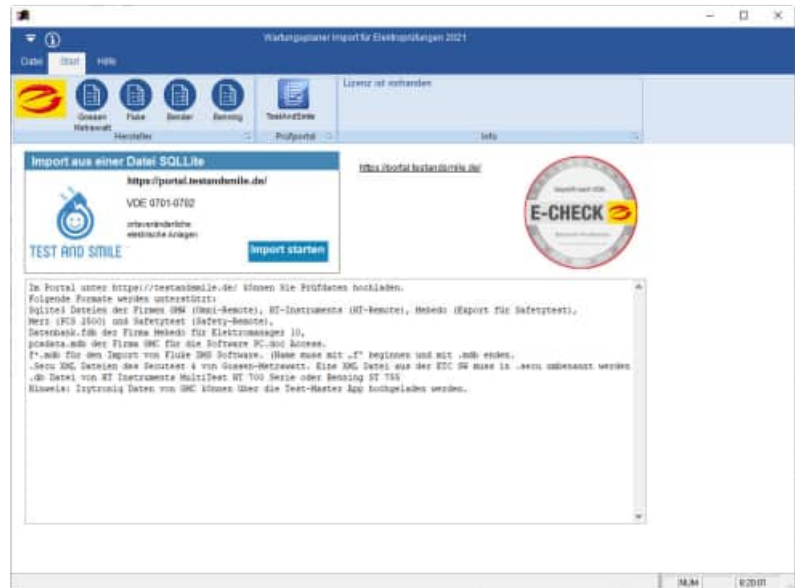 Wartungsplaner Import für Elektroprüfungen 2021
Datei Start Hilfe
Gossen Metrawatt
Fluke
Bender
Benning
TestAndSmile
Lizenz ist vorhanden
Hersteller
Prüfportal
Info
Import aus einer Datei SQLLite
https://portal.testandsmile.de/
VDE 0701-0702
ortsveränderliche
elektrische Anlagen
TEST AND SMILE
Import starten
https://portal.testandsmile.de/
E-CHECK
Im Portal unter https://testandsmile.de/ können Sie Prüfdaten hochladen.
Folgende Formate werden unterstützt:
Sqlite3 Dateien der Firmen GMW (Omni-Remote), HT-Instruments (HT-Remote), Mebedo (Export für Safetytest),
Merz (PCS 2500) und Safetytest (Safety-Remote),
Datenbank.fdb der Firma Mebedo für Elektromanager 10,
pcsdata.mdb der Firma GMC für die Software PC.doc Access.
f*.mdb für den Import von Fluke DMS Software. (Name muss mit „f" beginnen und mit .mdb enden.
.Secu XML Dateien des Secutest 4 von Gossen-Metrawatt. Eine XML Datei aus der ETC SW muss in .secu umbenannt werden
.db Datei von HT Instruments MultiTest HT 700 Serie oder Benning ST 755
Hinweis: Izytroniq Daten von GMC können über die Test-Master App hochgeladen werden.
NUM
8:20:01